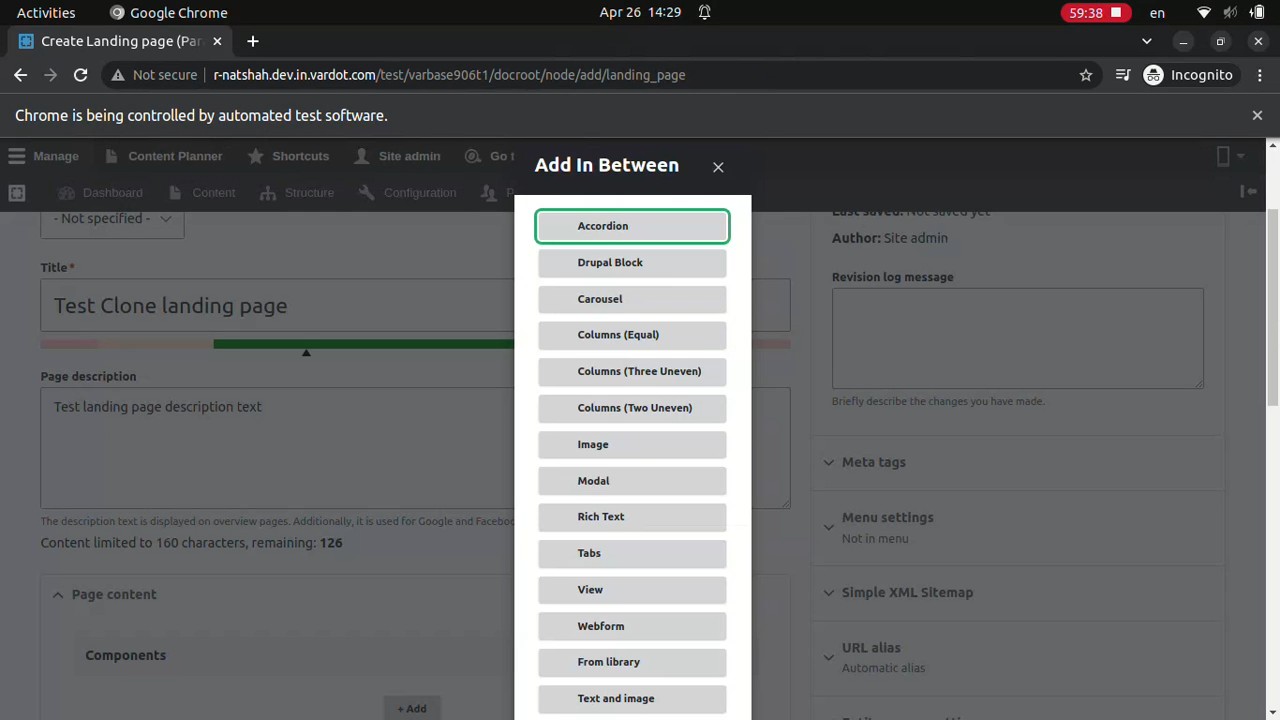 Activities
Google Chrome
Apr 26 14:29
59:38
en
Create Landing page (Par
Not secure
r-natshah.dev.in.vardot.com/test/varbase906t1/docroot/node/add/landing_page
Incognito
Chrome is being controlled by automated test software.
Manage
Content Planner
Shortcuts
Site admin
Go t
Dashboard
Content
Structure
Configuration
P
Add In Between
Accordion
Drupal Block
Carousel
Columns (Equal)
Columns (Three Uneven)
Columns (Two Uneven)
Image
Modal
Rich Text
Tabs
View
Webform
From library
Text and image
- Not specified -
Title*
Test Clone landing page
Page description
Test landing page description text
The description text is displayed on overview pages. Additionally, it is used for Google and Faceboo
Content limited to 160 characters, remaining: 126
Page content
Components
+ Add
Last saved: Not saved yet
Author: Site admin
Revision log message
Briefly describe the changes you have made.
Meta tags
Menu settings
Not in menu
Simple XML Sitemap
URL alias
Automatic alias